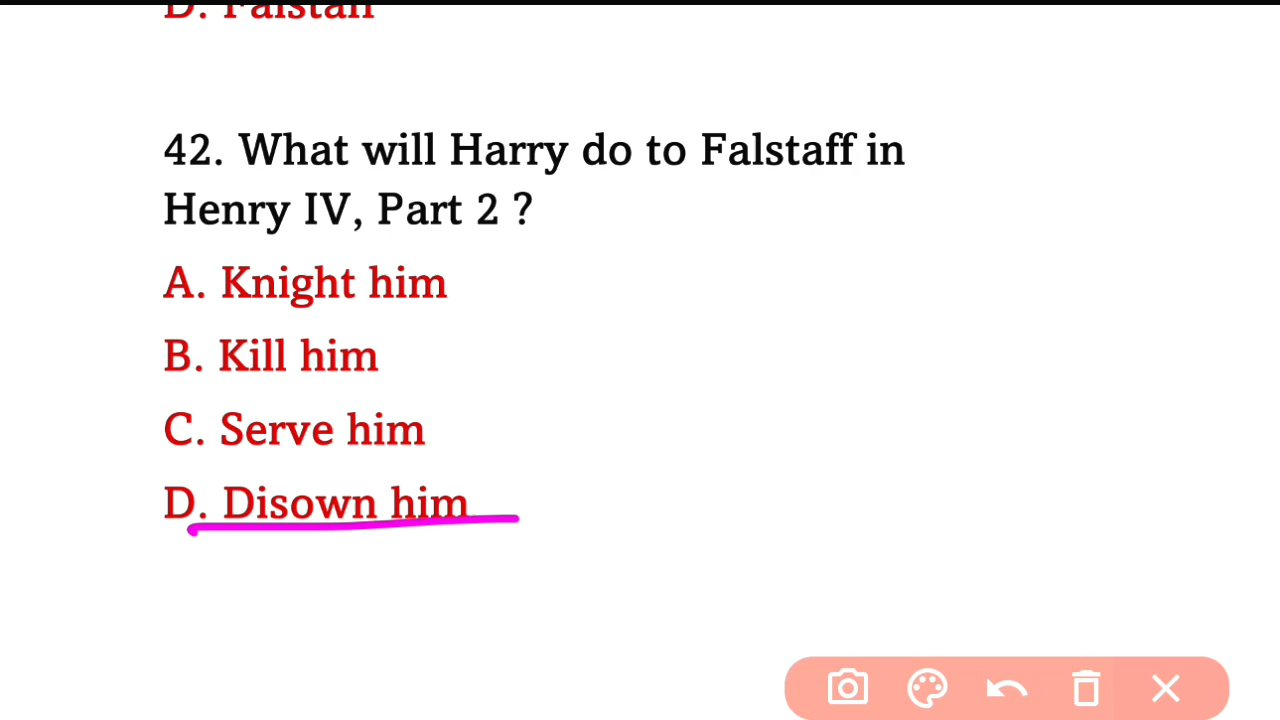 D. Falstaff
42. What will Harry do to Falstaff in
Henry IV, Part 2 ?
A. Knight him
B. Kill him
C. Serve him
D. Disown him